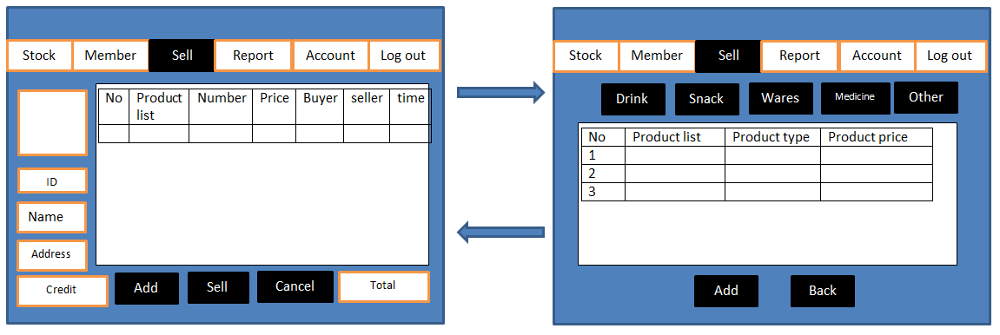 Stock Member Sell Report Account Log out
No Product list Number Price Buyer seller time
ID
Name
Address
Credit
Add Sell Cancel Total
Stock Member Sell Report Account Log out
Drink Snack Wares Medicine Other
No Product list Product type Product price
1
2
3
Add Back